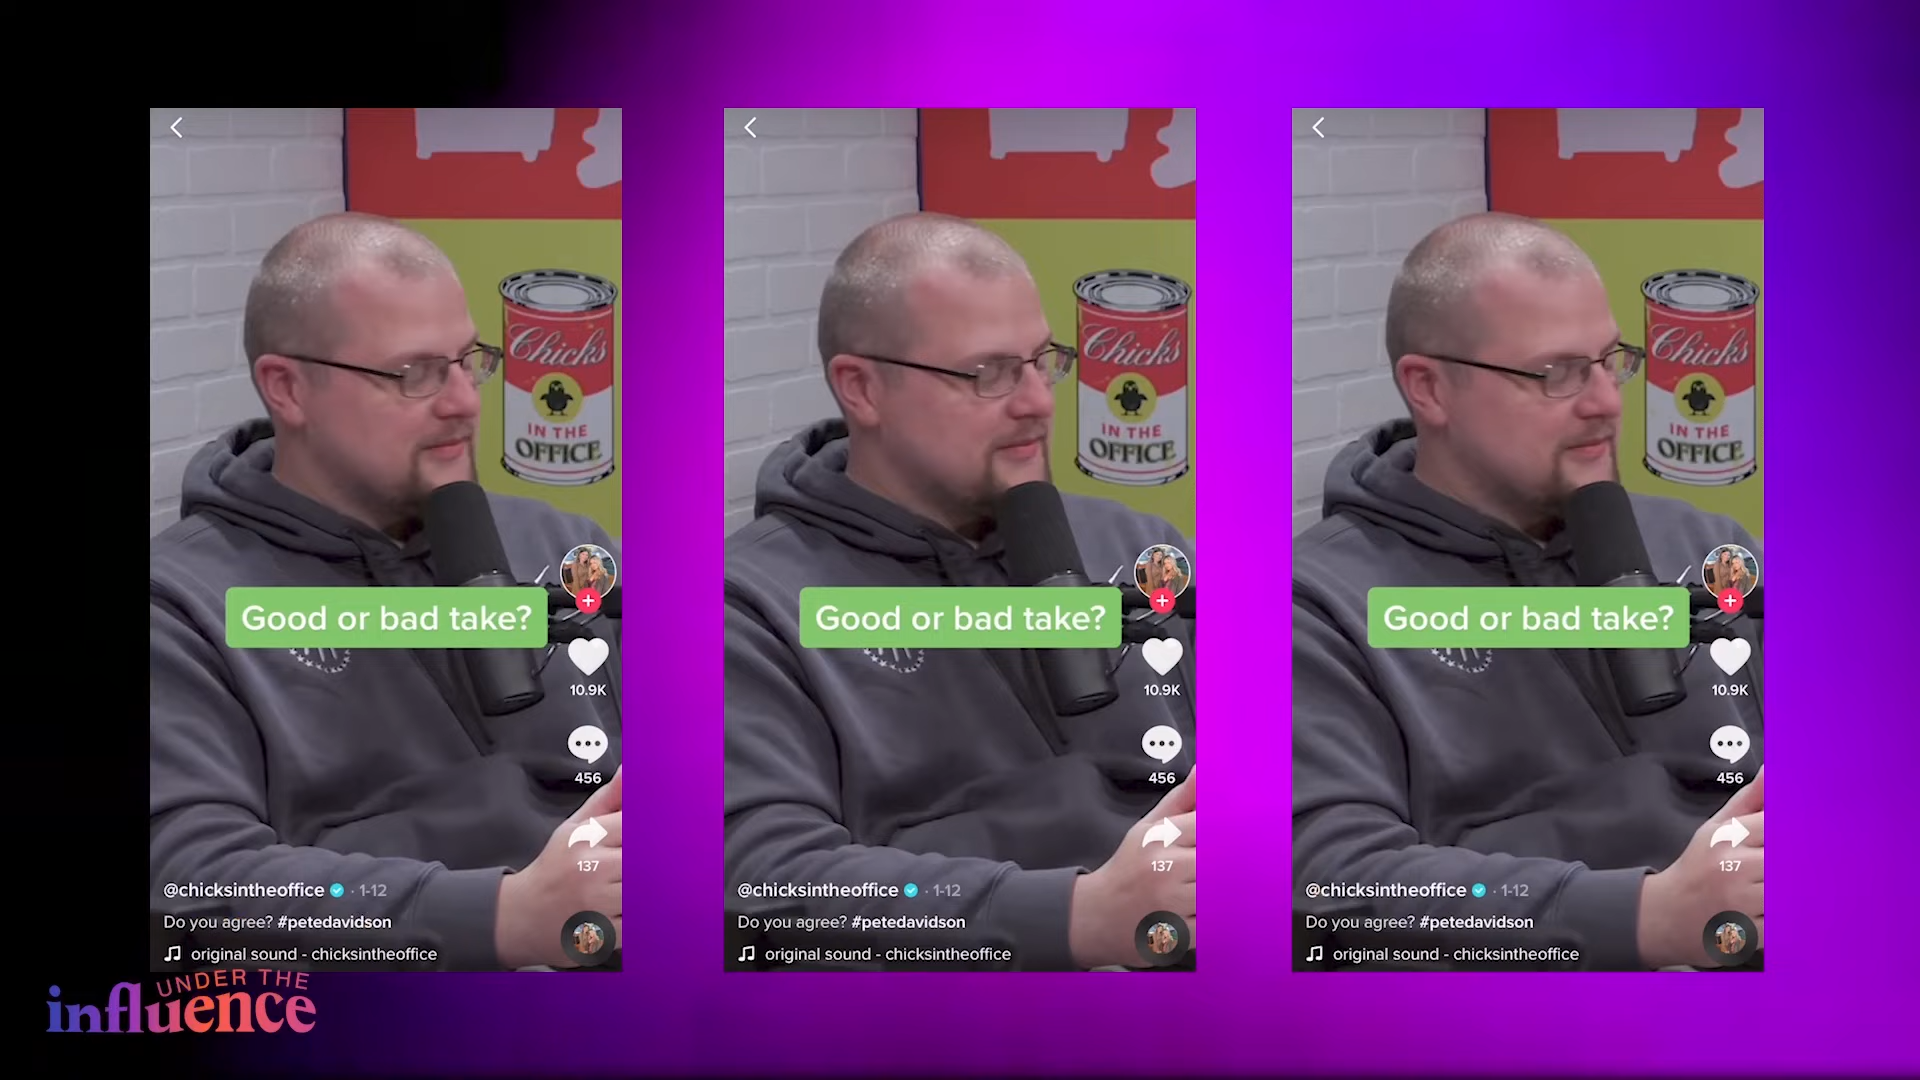 Chicks
IN THE
OFFICE
Good or bad take?
10.9K
456
137
@chicksintheoffice · 1-12
Do you agree? #petedavidson
original sound - chicksintheoffice
Chicks
IN THE
OFFICE
Good or bad take?
10.9K
456
137
@chicksintheoffice · 1-12
Do you agree? #petedavidson
original sound - chicksintheoffice
Chicks
IN THE
OFFICE
Good or bad take?
10.9K
456
137
@chicksintheoffice · 1-12
Do you agree? #petedavidson
original sound - chicksintheoffice
UNDER THE
influence